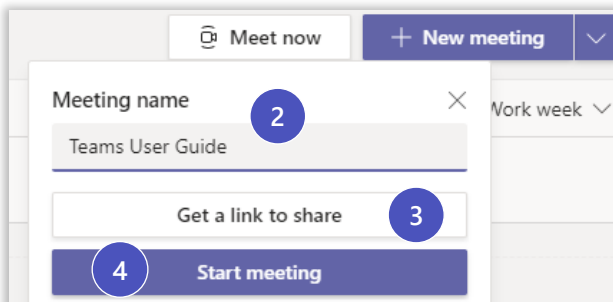 Meet now
+ New meeting
Meeting name
2
Work week
Teams User Guide
Get a link to share
3
4
Start meeting